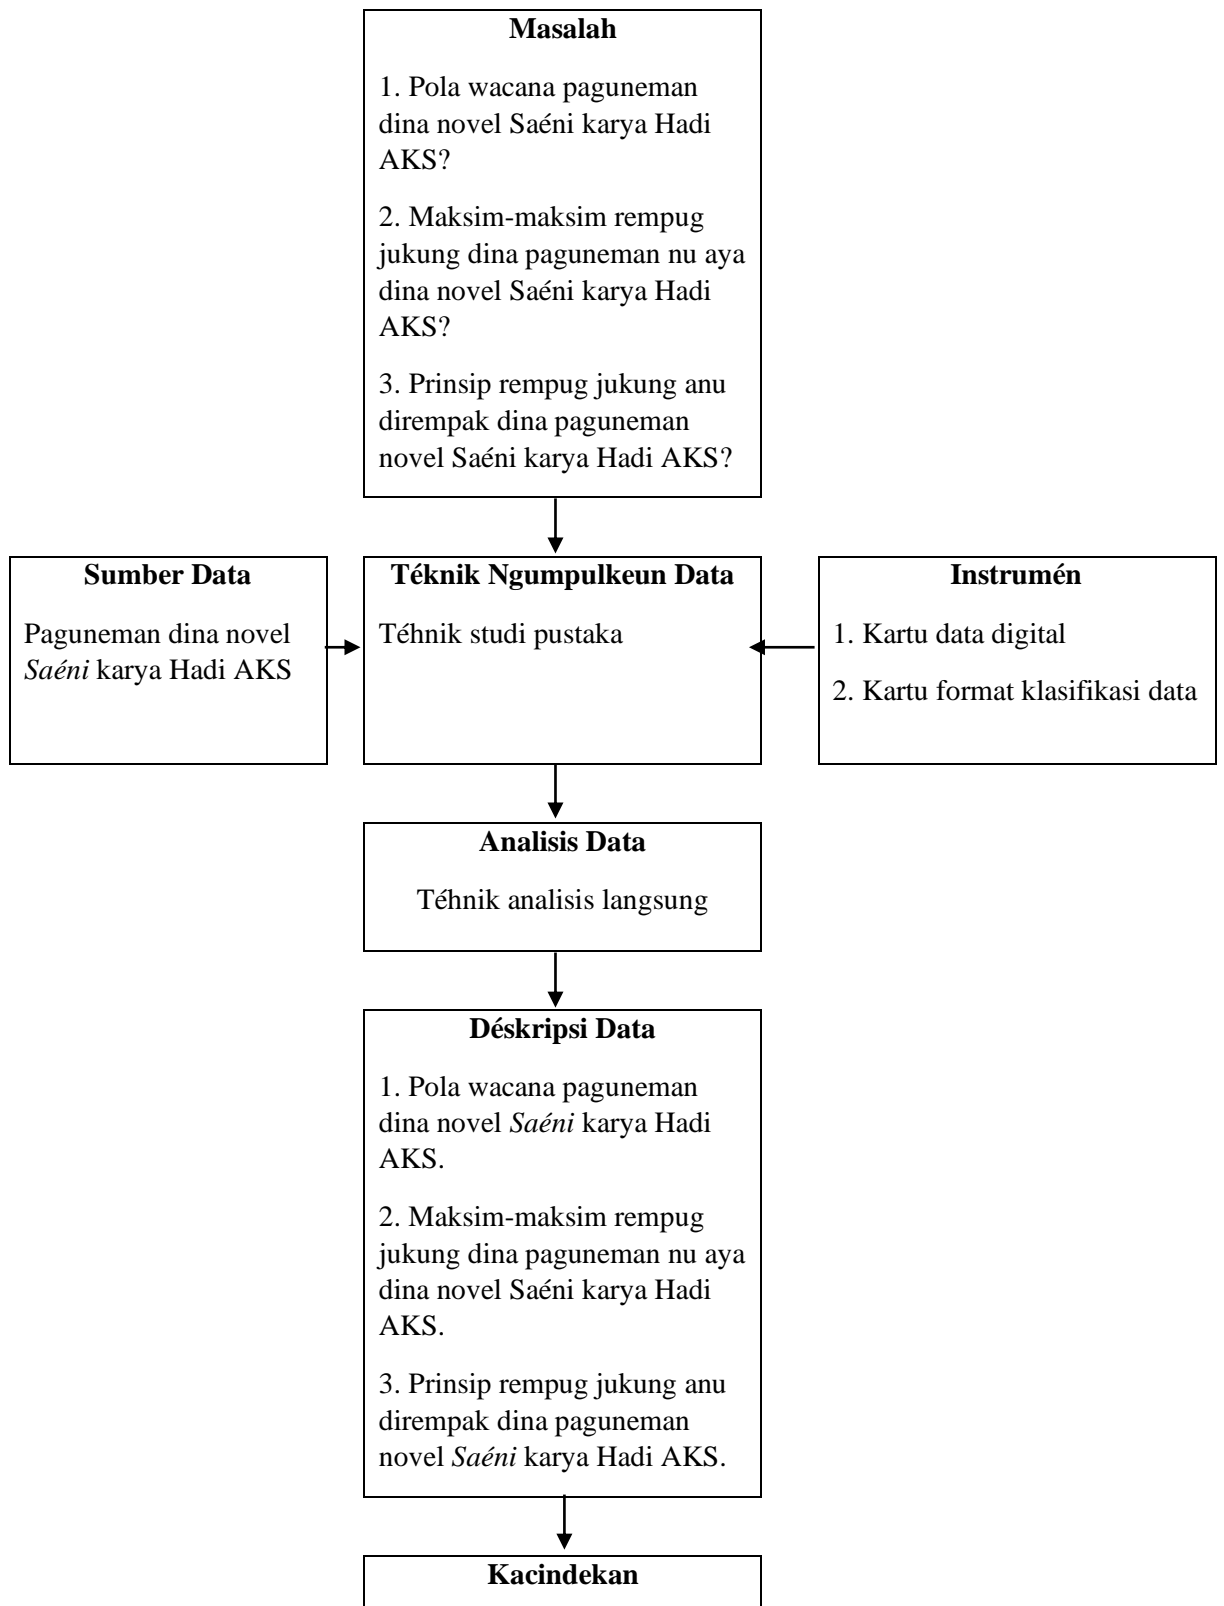 Masalah
1. Pola wacana paguneman
dina novel Saéni karya Hadi
AKS?
2. Maksim-maksim rempug
jukung dina paguneman nu aya
dina novel Saéni karya Hadi
AKS?
3. Prinsip rempug jukung anu
dirempak dina paguneman
novel Saéni karya Hadi AKS?
Sumber Data
Paguneman dina novel
Saéni karya Hadi AKS
Téknik Ngumpulkeun Data
Téhnik studi pustaka
Instrumén
1. Kartu data digital
2. Kartu format klasifikasi data
Analisis Data
Téhnik analisis langsung
Déskripsi Data
1. Pola wacana paguneman
dina novel Saéni karya Hadi
AKS.
2. Maksim-maksim rempug
jukung dina paguneman nu aya
dina novel Saéni karya Hadi
AKS.
3. Prinsip rempug jukung anu
dirempak dina paguneman
novel Saéni karya Hadi AKS.
Kacindekan